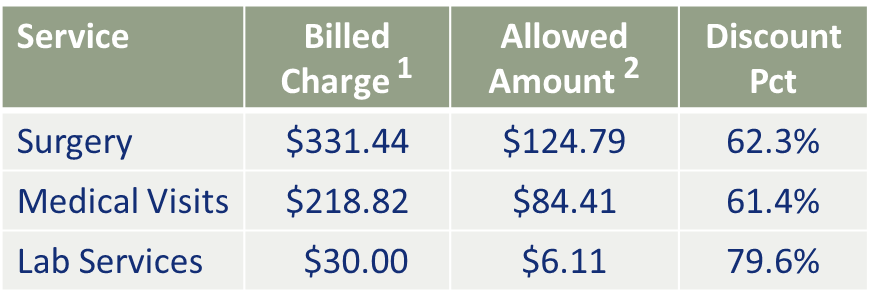 Service Billed Charge 1 Allowed Amount 2 Discount Pct
Surgery $331.44 $124.79 62.3%
Medical Visits $218.82 $84.41 61.4%
Lab Services $30.00 $6.11 79.6%